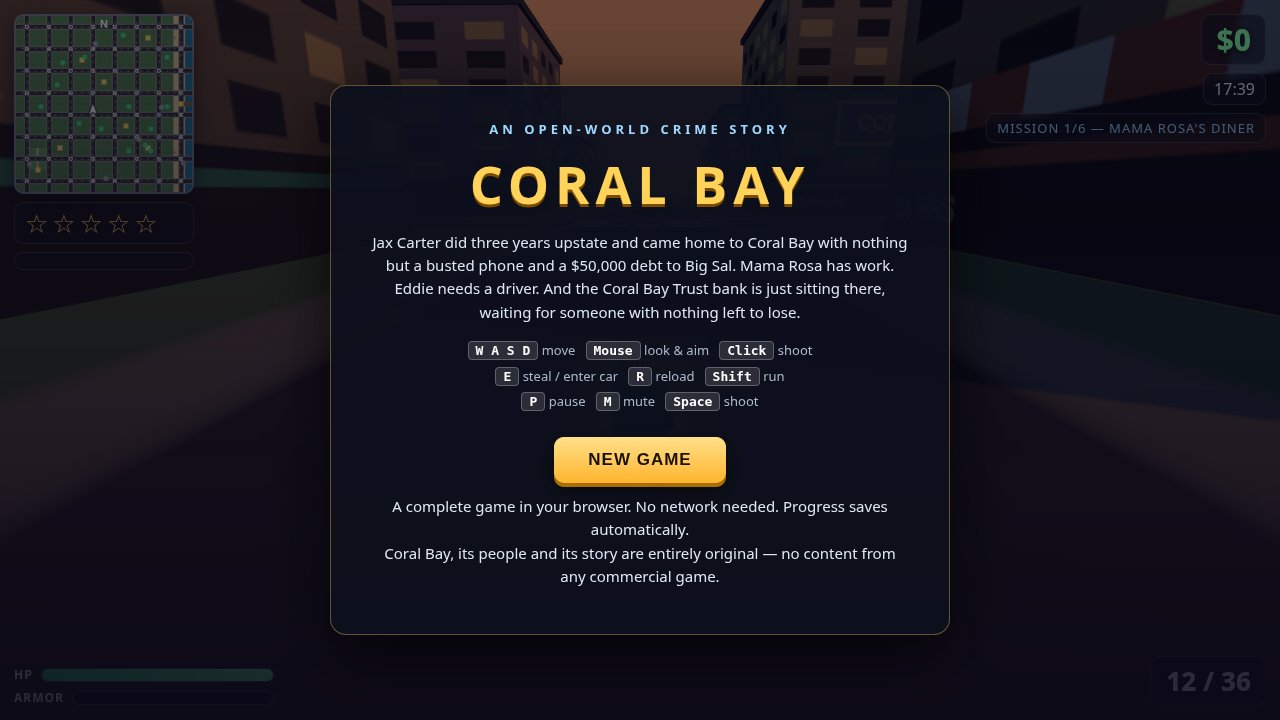 N
$0
17:39
MISSION 1/6 — MAMA ROSA'S DINER
☆☆☆☆☆
AN OPEN-WORLD CRIME STORY
CORAL BAY
Jax Carter did three years upstate and came home to Coral Bay with nothing
but a busted phone and a $50,000 debt to Big Sal. Mama Rosa has work.
Eddie needs a driver. And the Coral Bay Trust bank is just sitting there,
waiting for someone with nothing left to lose.
W A S D move Mouse look & aim Click shoot
E steal / enter car R reload Shift run
P pause M mute Space shoot
NEW GAME
A complete game in your browser. No network needed. Progress saves
automatically.
Coral Bay, its people and its story are entirely original — no content from
any commercial game.
HP
ARMOR
12 / 36